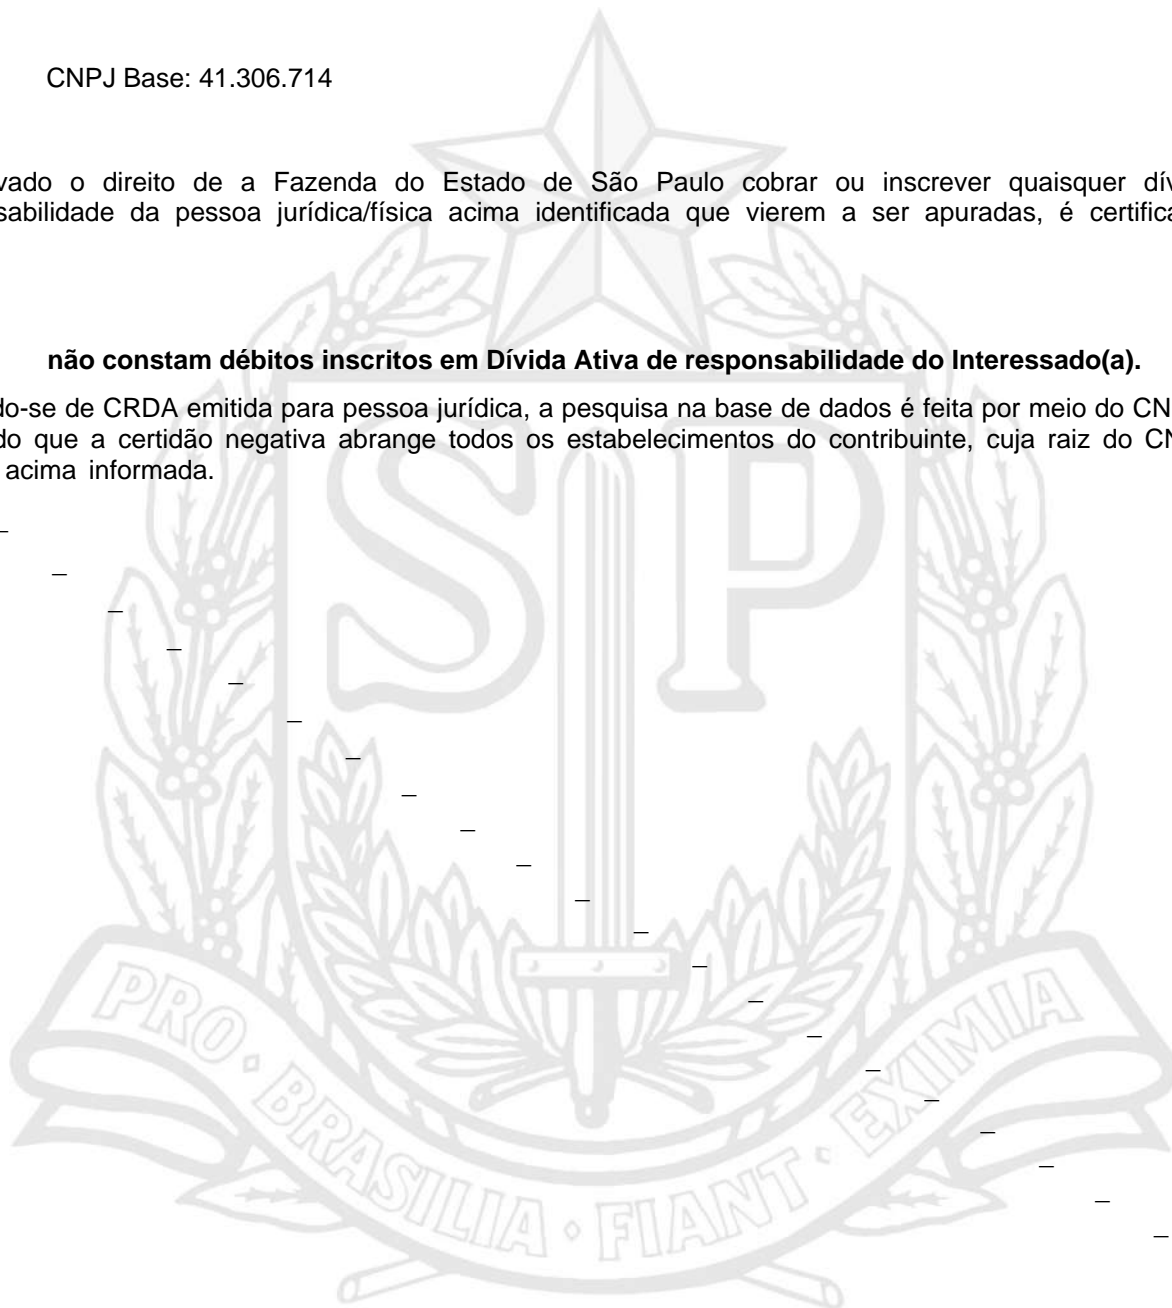 CNPJ Base: 41.306.714
vado o direito de a Fazenda do Estado de São Paulo cobrar ou inscrever quaisquer dív
sabilidade da pessoa jurídica/física acima identificada que vierem a ser apuradas, é certifica
não constam débitos inscritos em Dívida Ativa de responsabilidade do Interessado(a).
do-se de CRDA emitida para pessoa jurídica, a pesquisa na base de dados é feita por meio do CN
do que a certidão negativa abrange todos os estabelecimentos do contribuinte, cuja raiz do CN
acima informada.
SP
PRO • BRASILIA • FIANT • EXIMIA